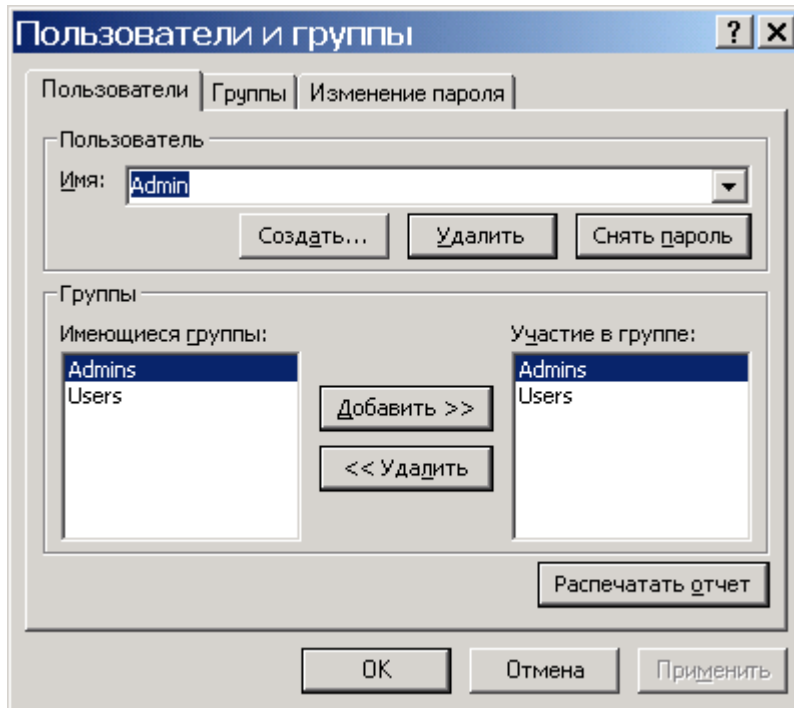 Пользователи и группы
Пользователи Группы Изменение пароля
Пользователь
Имя: Admin
Создать... Удалить Снять пароль
Группы
Имеющиеся группы: Участие в группе:
Admins Admins
Users Users
Добавить >>
<< Удалить
Распечатать отчет
ОК Отмена Применить